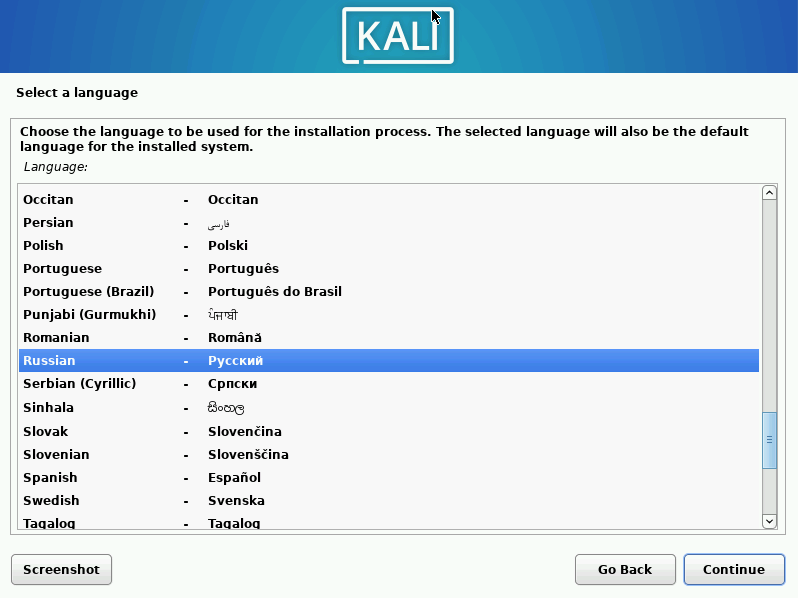 KALI
Select a language
Choose the language to be used for the installation process. The selected language will also be the default
language for the installed system.
Language:
Occitan - Occitan
Persian - فارسی
Polish - Polski
Portuguese - Português
Portuguese (Brazil) - Português do Brasil
Punjabi (Gurmukhi) - ਪੰਜਾਬੀ
Romanian - Română
Russian - Русский
Serbian (Cyrillic) - Српски
Sinhala - සිංහල
Slovak - Slovenčina
Slovenian - Slovenščina
Spanish - Español
Swedish - Svenska
Tagalog - Tagalog
Screenshot Go Back Continue